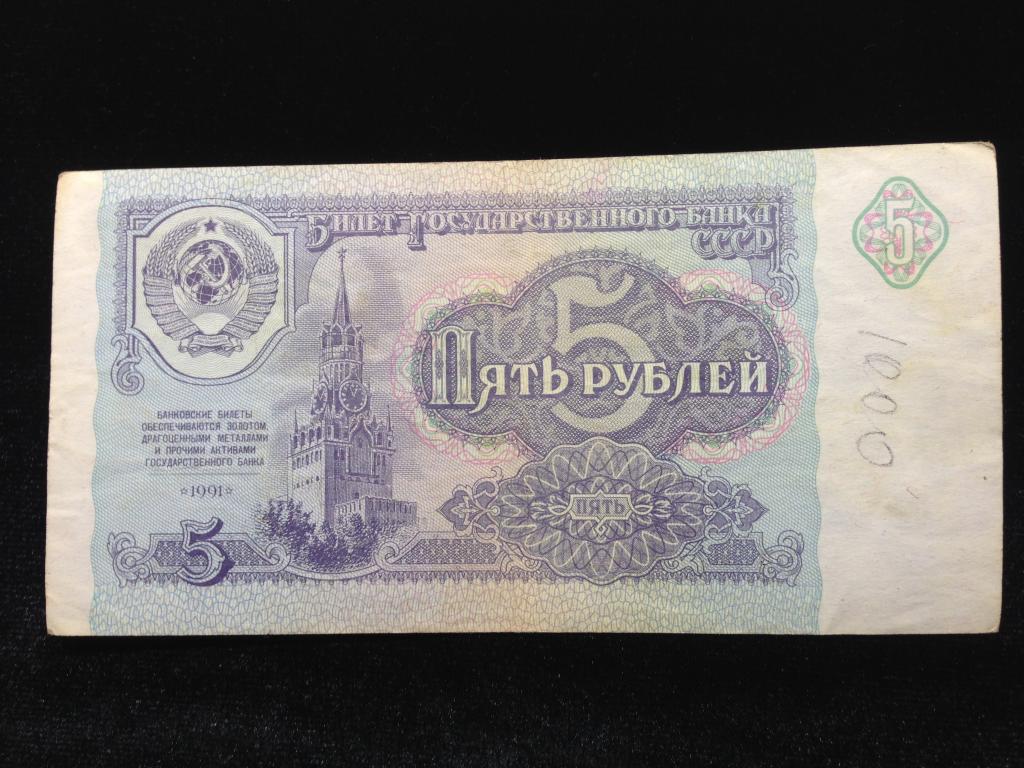 БИЛЕТ ГОСУДАРСТВЕННОГО БАНКА
СССР
5
5
ПЯТЬ РУБЛЕЙ
БАНКОВСКИЕ БИЛЕТЫ
ОБЕСПЕЧИВАЮТСЯ ЗОЛОТОМ,
ДРАГОЦЕННЫМИ МЕТАЛЛАМИ
И ПРОЧИМИ АКТИВАМИ
ГОСУДАРСТВЕННОГО БАНКА
☆1991☆
ПЯТЬ
5
1000